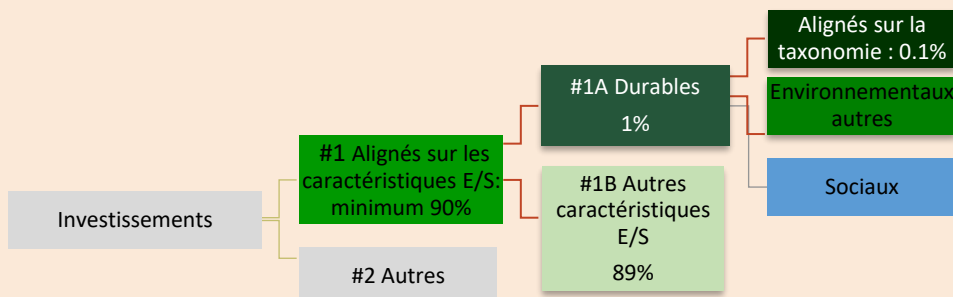 Investissements
#1 Alignés sur les
caractéristiques E/S:
minimum 90%
#2 Autres
#1A Durables
1%
#1B Autres
caractéristiques
E/S
89%
Alignés sur la
taxonomie : 0.1%
Environnementaux
autres
Sociaux